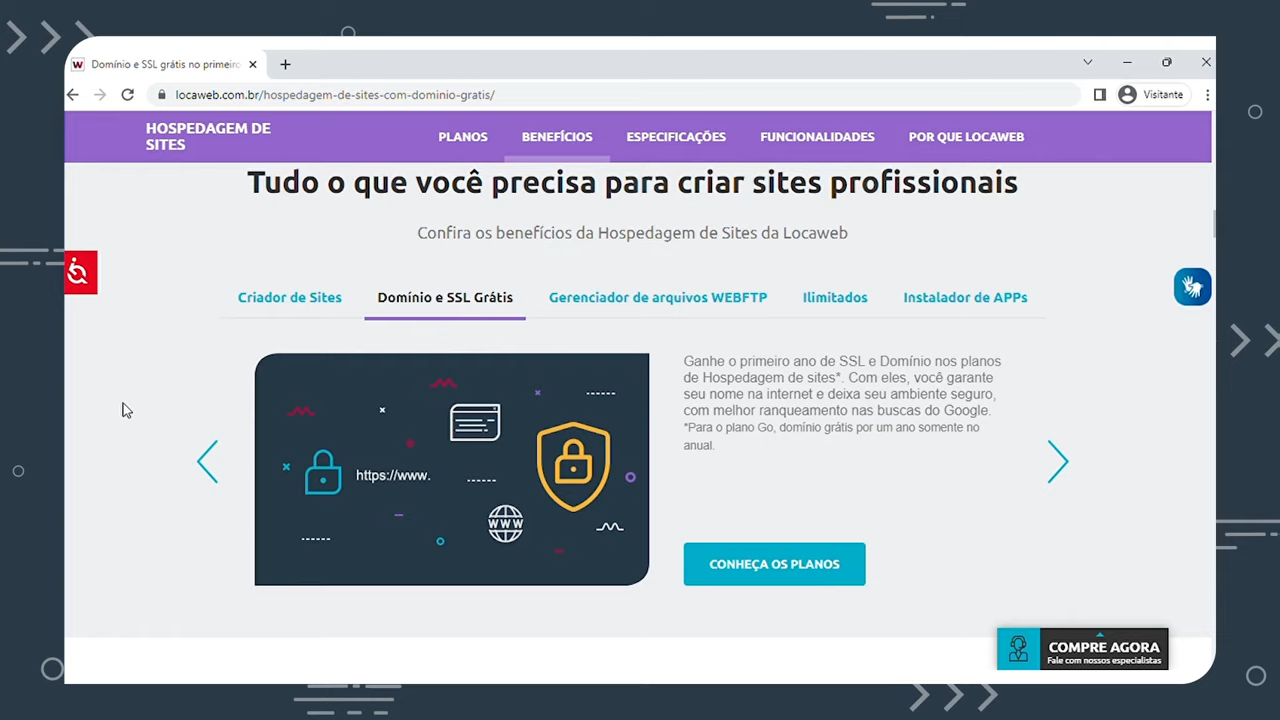 W Domínio e SSL grátis no primeiro
locaweb.com.br/hospedagem-de-sites-com-dominio-gratis/
Visitante
HOSPEDAGEM DE
SITES
PLANOS
BENEFÍCIOS
ESPECIFICAÇÕES
FUNCIONALIDADES
POR QUE LOCAWEB
Tudo o que você precisa para criar sites profissionais
Confira os benefícios da Hospedagem de Sites da Locaweb
Criador de Sites
Domínio e SSL Grátis
Gerenciador de arquivos WEBFTP
Ilimitados
Instalador de APPs
https://www.
WWW
Ganhe o primeiro ano de SSL e Domínio nos planos
de Hospedagem de sites*. Com eles, você garante
seu nome na internet e deixa seu ambiente seguro,
com melhor ranqueamento nas buscas do Google.
*Para o plano Go, domínio grátis por um ano somente no
anual.
CONHEÇA OS PLANOS
COMPRE AGORA
Fale com nossos especialistas